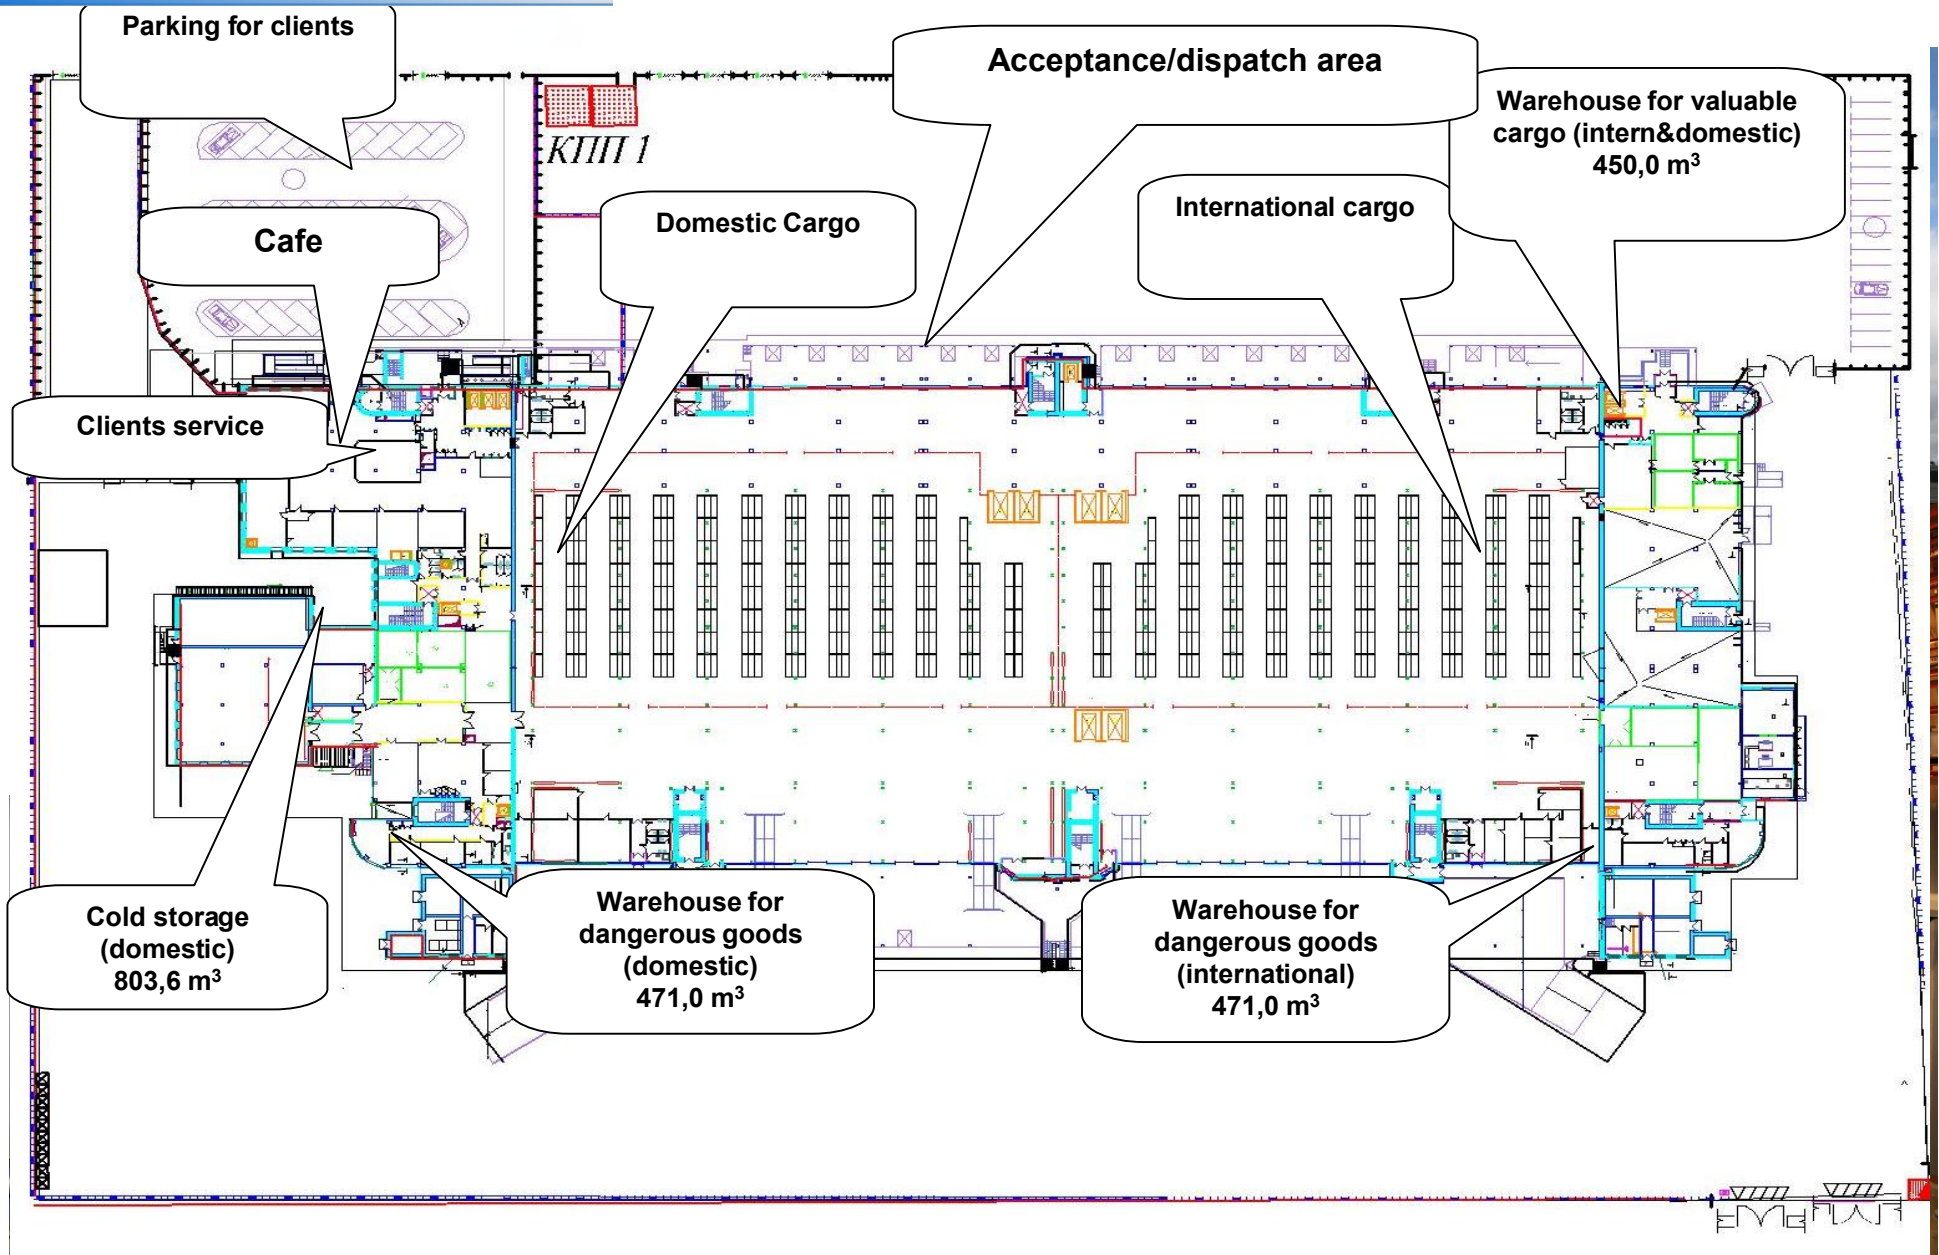 Parking for clients
Acceptance/dispatch area
Warehouse for valuable
cargo (intern&domestic)
450,0 m³
КПП 1
Domestic Cargo
International cargo
Cafe
Clients service
Cold storage
(domestic)
803,6 m³
Warehouse for
dangerous goods
(domestic)
471,0 m³
Warehouse for
dangerous goods
(international)
471,0 m³